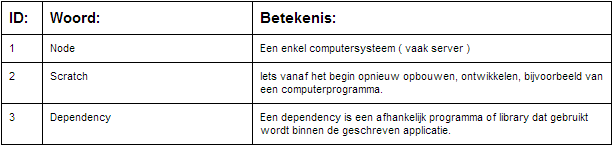 ID: Woord: Betekenis:
1 Node Een enkel computersysteem ( vaak server )
2 Scratch Iets vanaf het begin opnieuw opbouwen, ontwikkelen, bijvoorbeeld van
een computerprogramma.
3 Dependency Een dependency is een afhankelijk programma of library dat gebruikt
wordt binnen de geschreven applicatie.